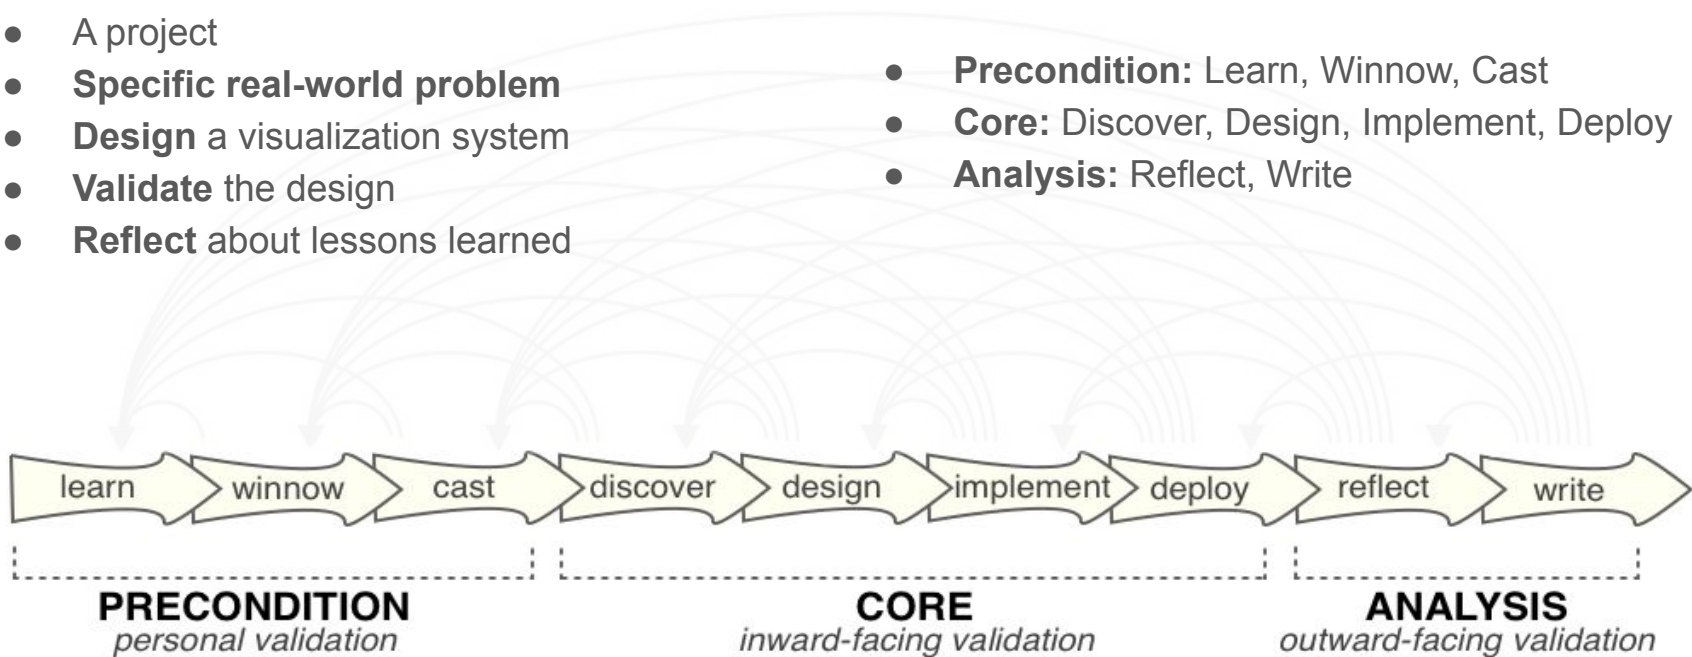 ● A project
● Specific real-world problem
● Design a visualization system
● Validate the design
● Reflect about lessons learned
● Precondition: Learn, Winnow, Cast
● Core: Discover, Design, Implement, Deploy
● Analysis: Reflect, Write
learn winnow cast discover design implement deploy reflect write
PRECONDITION CORE ANALYSIS
personal validation inward-facing validation outward-facing validation